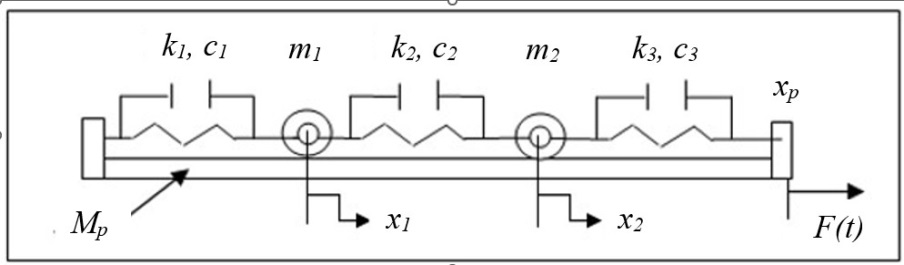 k1, c1 m1 k2, c2 m2 k3, c3
xp
Mp x1 x2 F(t)